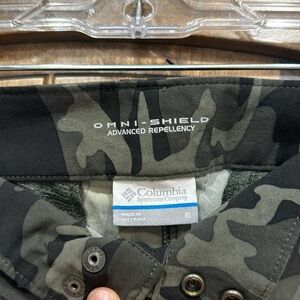 OMNI-SHIELD
ADVANCED REPELLENCY
Columbia
Sportswear Company
MADE IN
VIETNAM
6